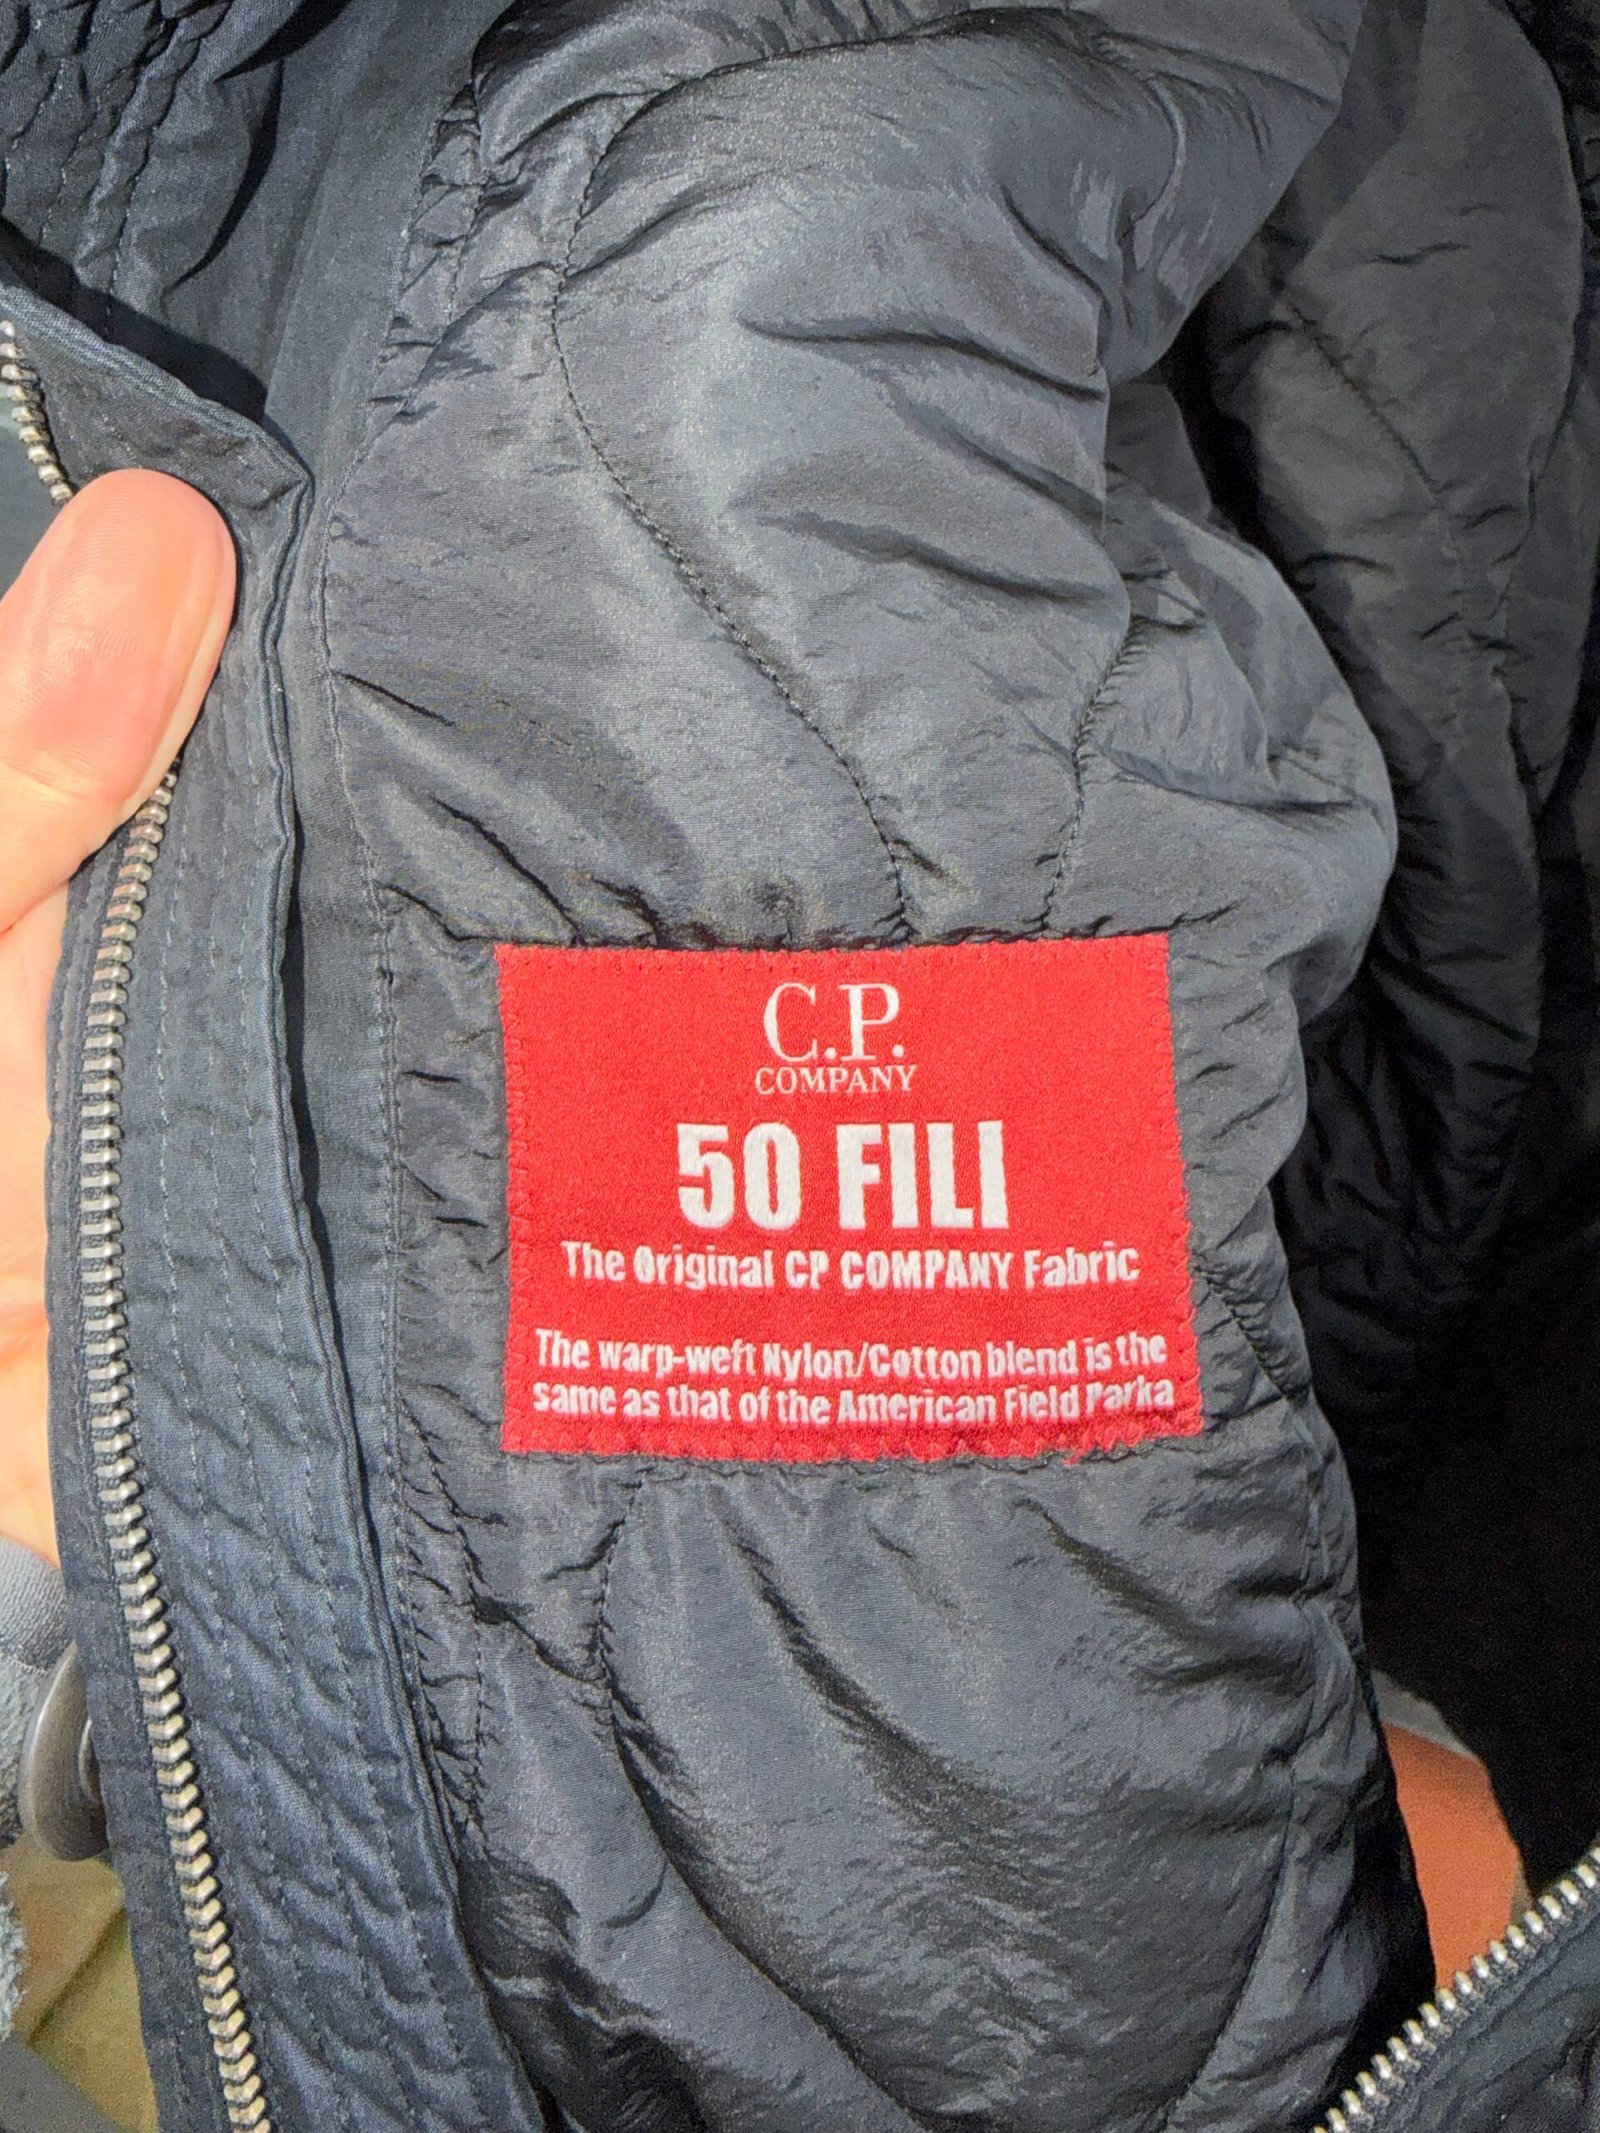 C.P.
COMPANY
50 FILI
The Original CP COMPANY Fabric
The warp-weft Nylon/Cotton blend is the
same as that of the American Field Parka